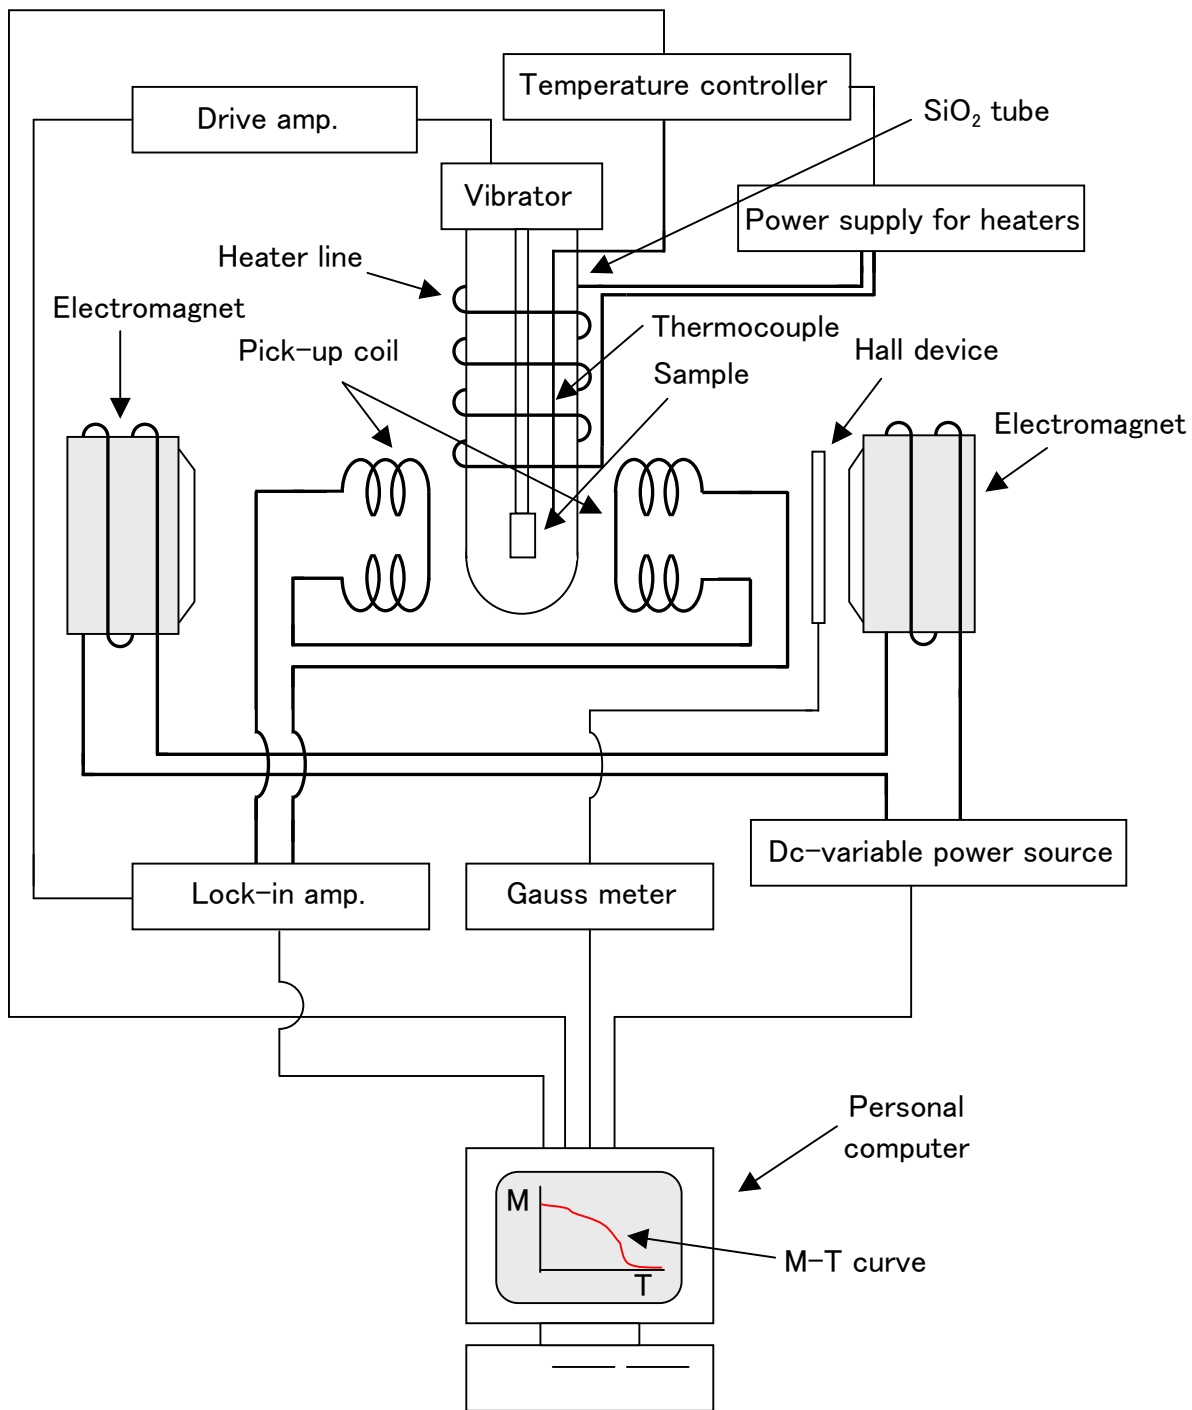 Temperature controller
Drive amp.
SiO₂ tube
Vibrator
Power supply for heaters
Heater line
Electromagnet
Thermocouple
Pick-up coil
Hall device
Sample
Electromagnet
Dc-variable power source
Lock-in amp.
Gauss meter
Personal
computer
M
M-T curve
T